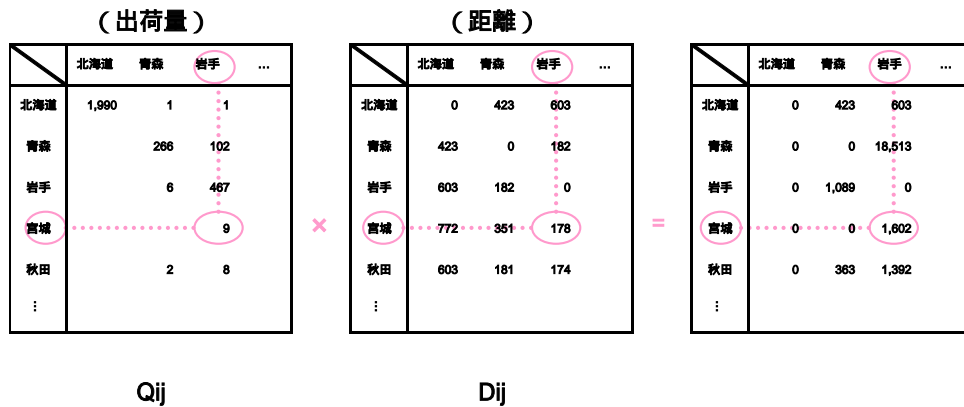 （出荷量） （距離）
北海道 青森 岩手 … 北海道 青森 岩手 … 北海道 青森 岩手 …
北海道 1,990 1 1 北海道 0 423 603 北海道 0 423 603
青森 266 102 青森 423 0 182 青森 0 0 18,513
岩手 6 467 岩手 603 182 0 岩手 0 1,089 0
宮城 9 × 宮城 772 351 178 = 宮城 0 0 1,602
秋田 2 8 秋田 603 181 174 秋田 0 363 1,392
⋮ ⋮ ⋮
Qij Dij